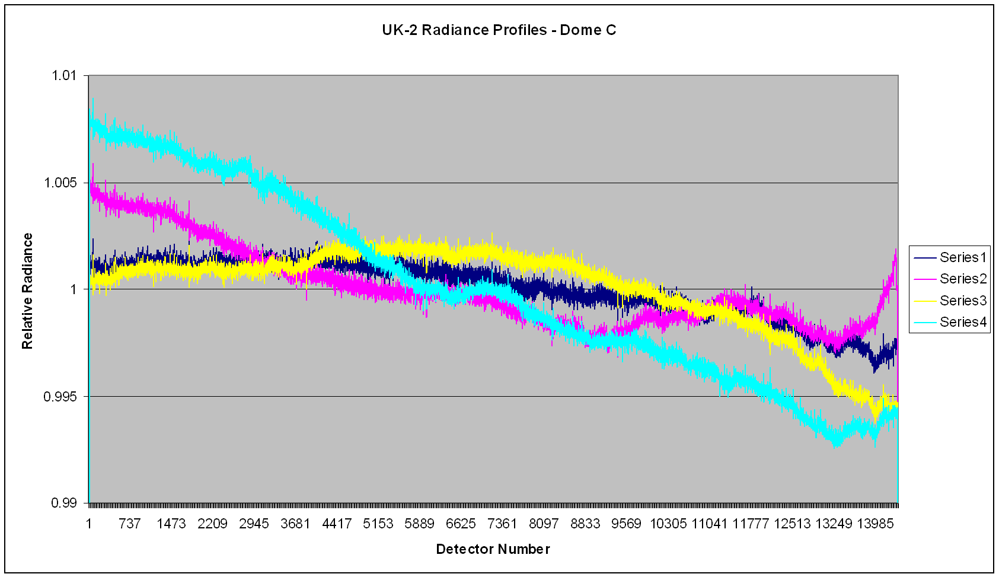 UK-2 Radiance Profiles - Dome C
1.01
1.005
1
0.995
0.99
Relative Radiance
1 737 1473 2209 2945 3681 4417 5153 5889 6625 7361 8097 8833 9569 10305 11041 11777 12513 13249 13985
Detector Number
Series1
Series2
Series3
Series4